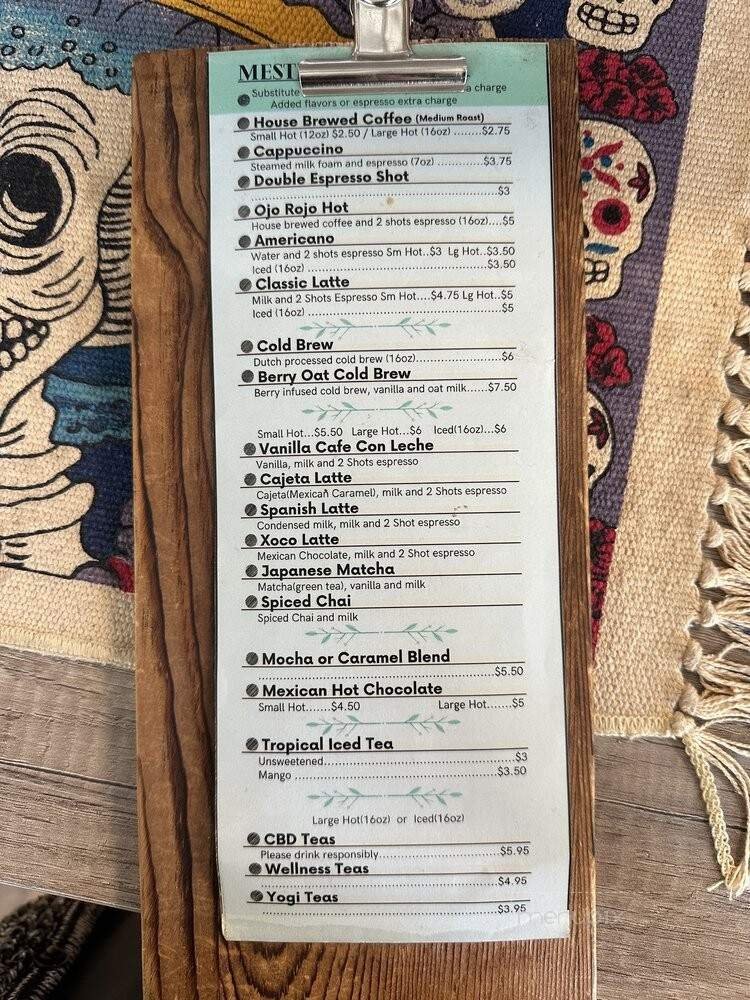 MEST
Substitute a charge
Added flavors or espresso extra charge
House Brewed Coffee (Medium Roast)
Small Hot (12oz) $2.50 / Large Hot (16oz) ........$2.75
Cappuccino
Steamed milk foam and espresso (7oz) .............$3.75
Double Espresso Shot
$3
Ojo Rojo Hot
House brewed coffee and 2 shots espresso (16oz)....$5
Americano
Water and 2 shots espresso Sm Hot..$3 Lg Hot..$3.50
Iced (16oz) ..................................................$3.50
Classic Latte
Milk and 2 Shots Espresso Sm Hot....$4.75 Lg Hot..$5
Iced (16oz) ..................................................$5
Cold Brew
Dutch processed cold brew (16oz)........................$6
Berry Oat Cold Brew
Berry infused cold brew, vanilla and oat milk......$7.50
Small Hot...$5.50 Large Hot...$6 Iced(16oz)...$6
Vanilla Cafe Con Leche
Vanilla, milk and 2 Shots espresso
Cajeta Latte
Cajeta(Mexican Caramel), milk and 2 Shots espresso
Spanish Latte
Condensed milk, milk and 2 Shot espresso
Xoco Latte
Mexican Chocolate, milk and 2 Shot espresso
Japanese Matcha
Matcha(green tea), vanilla and milk
Spiced Chai
Spiced Chai and milk
Mocha or Caramel Blend
$5.50
Mexican Hot Chocolate
Small Hot.......$4.50 Large Hot.......$5
Tropical Iced Tea
Unsweetened..................................................$3
Mango ..................................................$3.50
Large Hot(16oz) or Iced(16oz)
CBD Teas
Please drink responsibly..............................$5.95
Wellness Teas
$4.95
Yogi Teas
$3.95